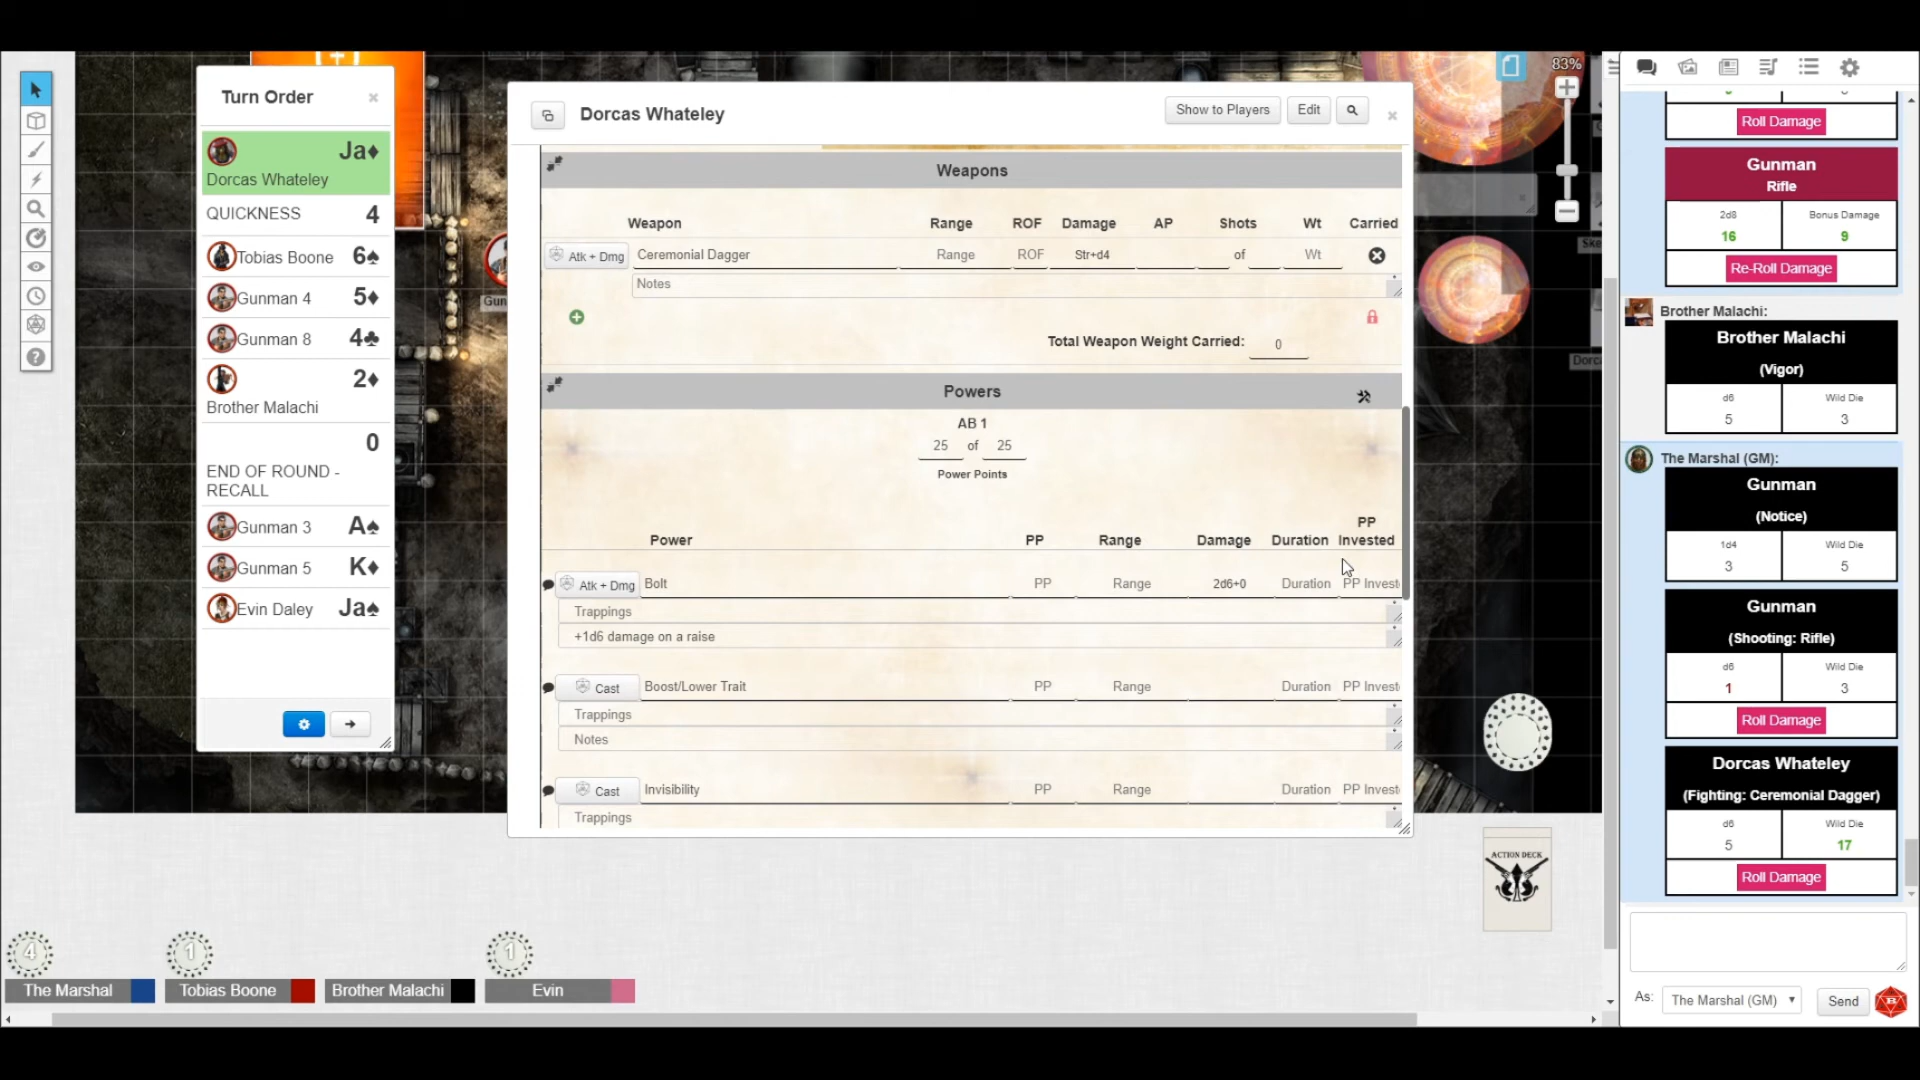 Turn Order
Dorcas Whateley
Ja♦
QUICKNESS 4
Tobias Boone 6♠
Gunman 4 5♦
Gunman 8 4♣
Brother Malachi
2♦
0
END OF ROUND -
RECALL
Gunman 3 A♠
Gunman 5 K♦
Evin Daley Ja♠
Dorcas Whateley
Show to Players
Edit
Weapons
Weapon Range ROF Damage AP Shots Wt Carried
Atk + Dmg Ceremonial Dagger Range ROF Str+d4 of Wt
Notes
Total Weapon Weight Carried: 0
Powers
AB 1
25 of 25
Power Points
Power PP Range Damage Duration PP Invested
Atk + Dmg Bolt PP Range 2d6+0 Duration PP Invest
Trappings
+1d6 damage on a raise
Cast Boost/Lower Trait PP Range Duration PP Invest
Trappings
Notes
Cast Invisibility PP Range Duration PP Invest
Trappings
83%
Gun
Ske
Dorc
ACTION DECK
4
1
1
The Marshal
Tobias Boone
Brother Malachi
Evin
Roll Damage
Gunman
Rifle
2d8 Bonus Damage
16 9
Re-Roll Damage
Brother Malachi:
Brother Malachi
(Vigor)
d6 Wild Die
5 3
The Marshal (GM):
Gunman
(Notice)
1d4 Wild Die
3 5
Gunman
(Shooting: Rifle)
d6 Wild Die
1 3
Roll Damage
Dorcas Whateley
(Fighting: Ceremonial Dagger)
d6 Wild Die
5 17
Roll Damage
As: The Marshal (GM) Send